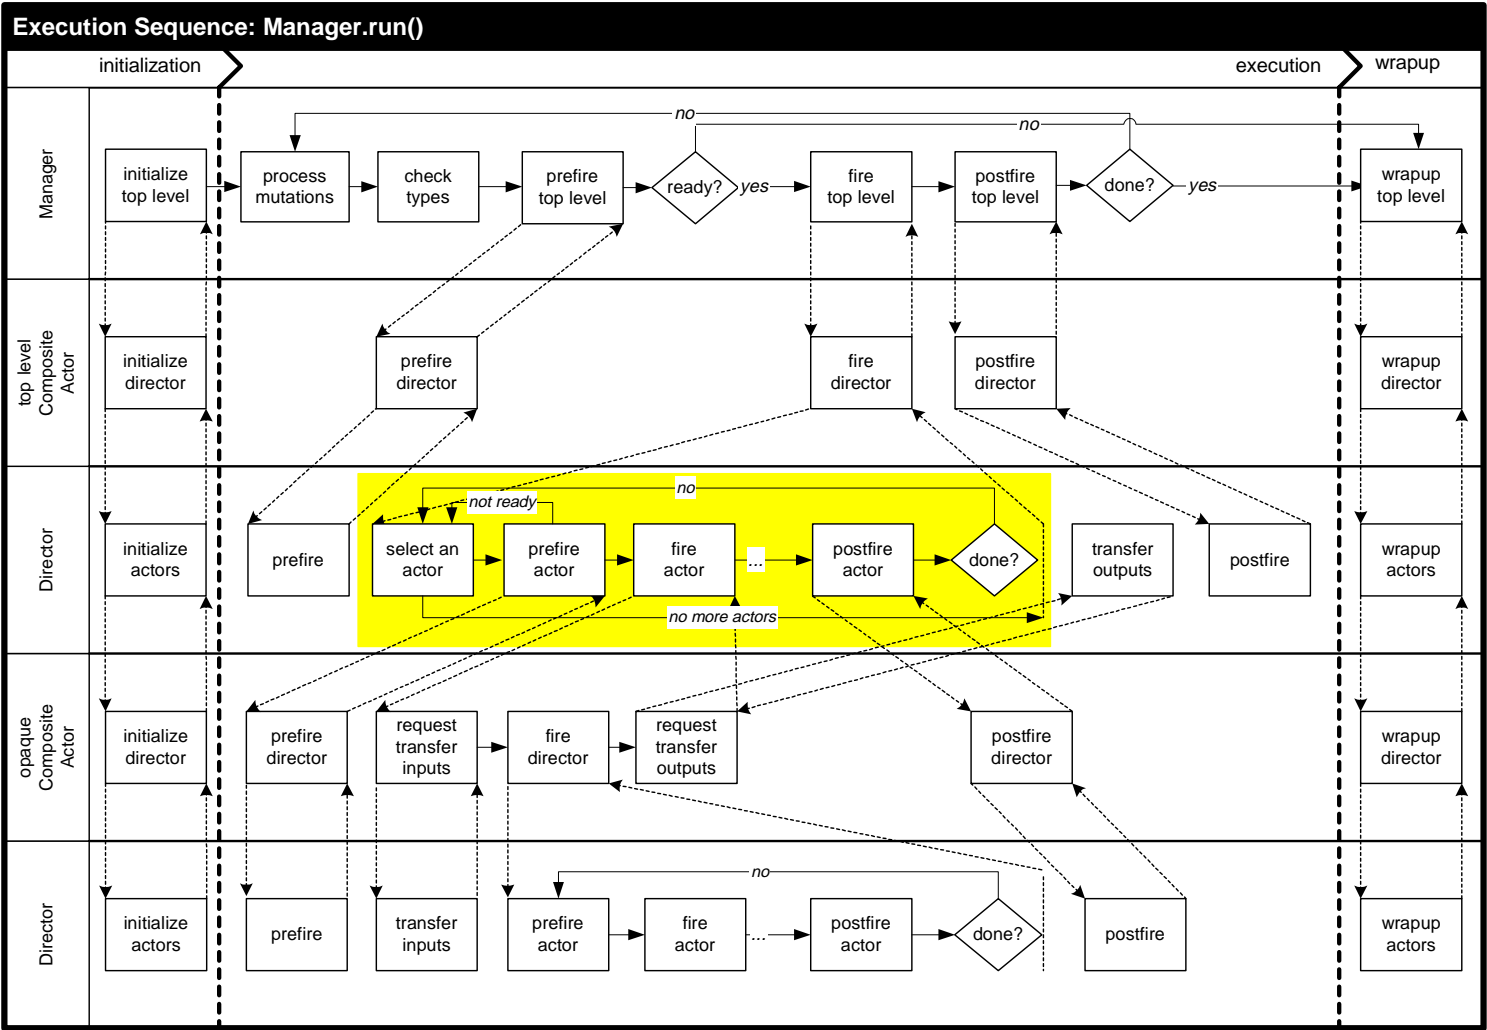 Execution Sequence: Manager.run()
initialization
execution
wrapup
Manager
initialize
top level
process
mutations
check
types
prefire
top level
ready?
yes
no
no
fire
top level
postfire
top level
done?
yes
wrapup
top level
top level
Composite
Actor
initialize
director
prefire
director
fire
director
postfire
director
wrapup
director
Director
initialize
actors
prefire
no
not ready
select an
actor
prefire
actor
fire
actor
...
postfire
actor
done?
no more actors
transfer
outputs
postfire
wrapup
actors
opaque
Composite
Actor
initialize
director
prefire
director
request
transfer
inputs
fire
director
request
transfer
outputs
postfire
director
wrapup
director
Director
initialize
actors
prefire
transfer
inputs
no
prefire
actor
fire
actor
...
postfire
actor
done?
postfire
wrapup
actors